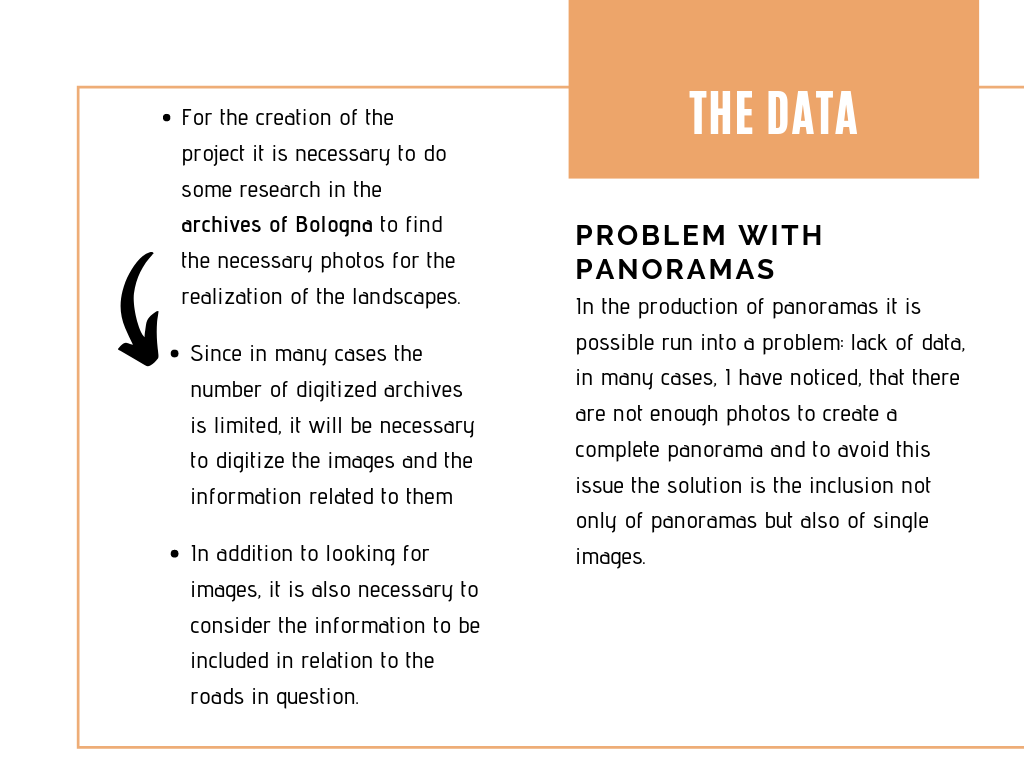 THE DATA
• For the creation of the
project it is necessary to do
some research in the
archives of Bologna to find
the necessary photos for the
realization of the landscapes.
• Since in many cases the
number of digitized archives
is limited, it will be necessary
to digitize the images and the
information related to them
• In addition to looking for
images, it is also necessary to
consider the information to be
included in relation to the
roads in question.
PROBLEM WITH
PANORAMAS
In the production of panoramas it is
possible run into a problem: lack of data,
in many cases, I have noticed, that there
are not enough photos to create a
complete panorama and to avoid this
issue the solution is the inclusion not
only of panoramas but also of single
images.